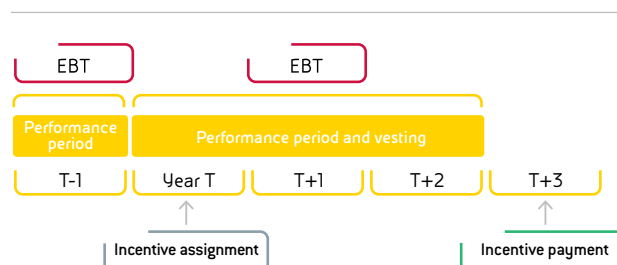 EBT EBT
Performance
period
Performance period and vesting
T-1 Year T T+1 T+2 T+3
Incentive assignment Incentive payment